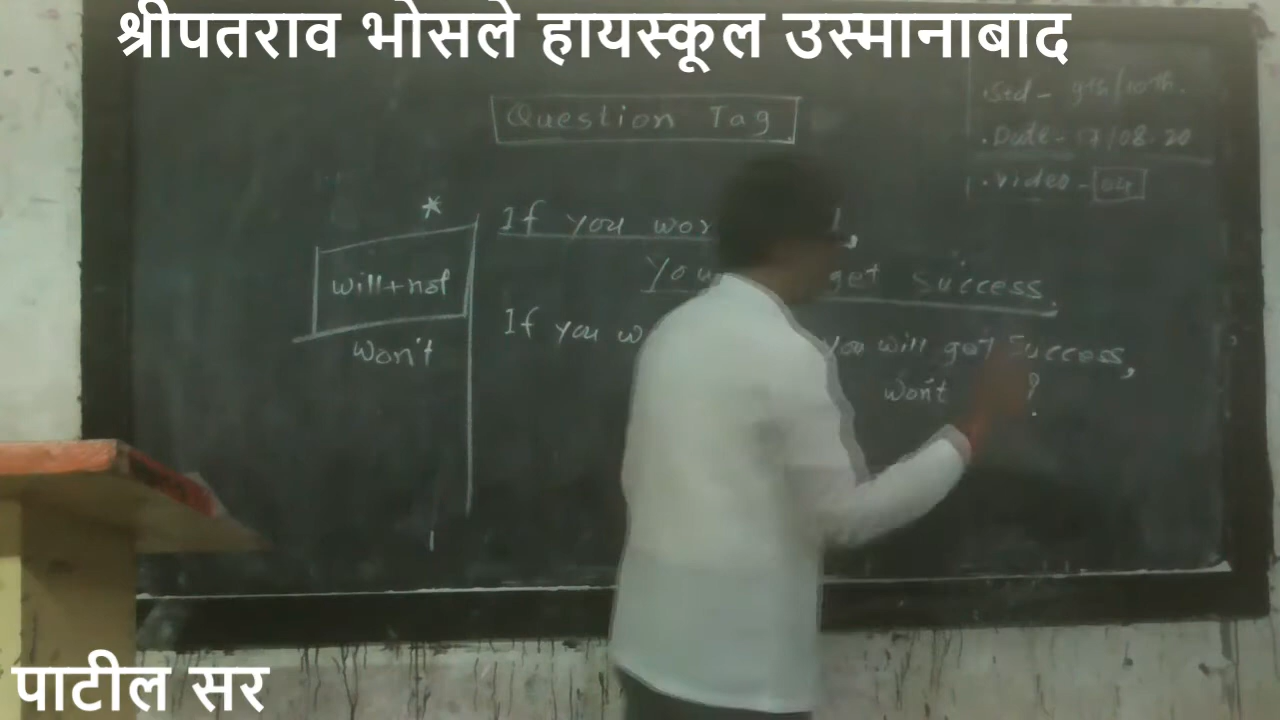 श्रीपतराव भोसले हायस्कूल उस्मानाबाद
Question Tag
Std - 9th/10th.
Date - 17/08.20
video - 04
If you
You get success.
If you you will get success,
won't ?
will+not
won't
पाटील सर